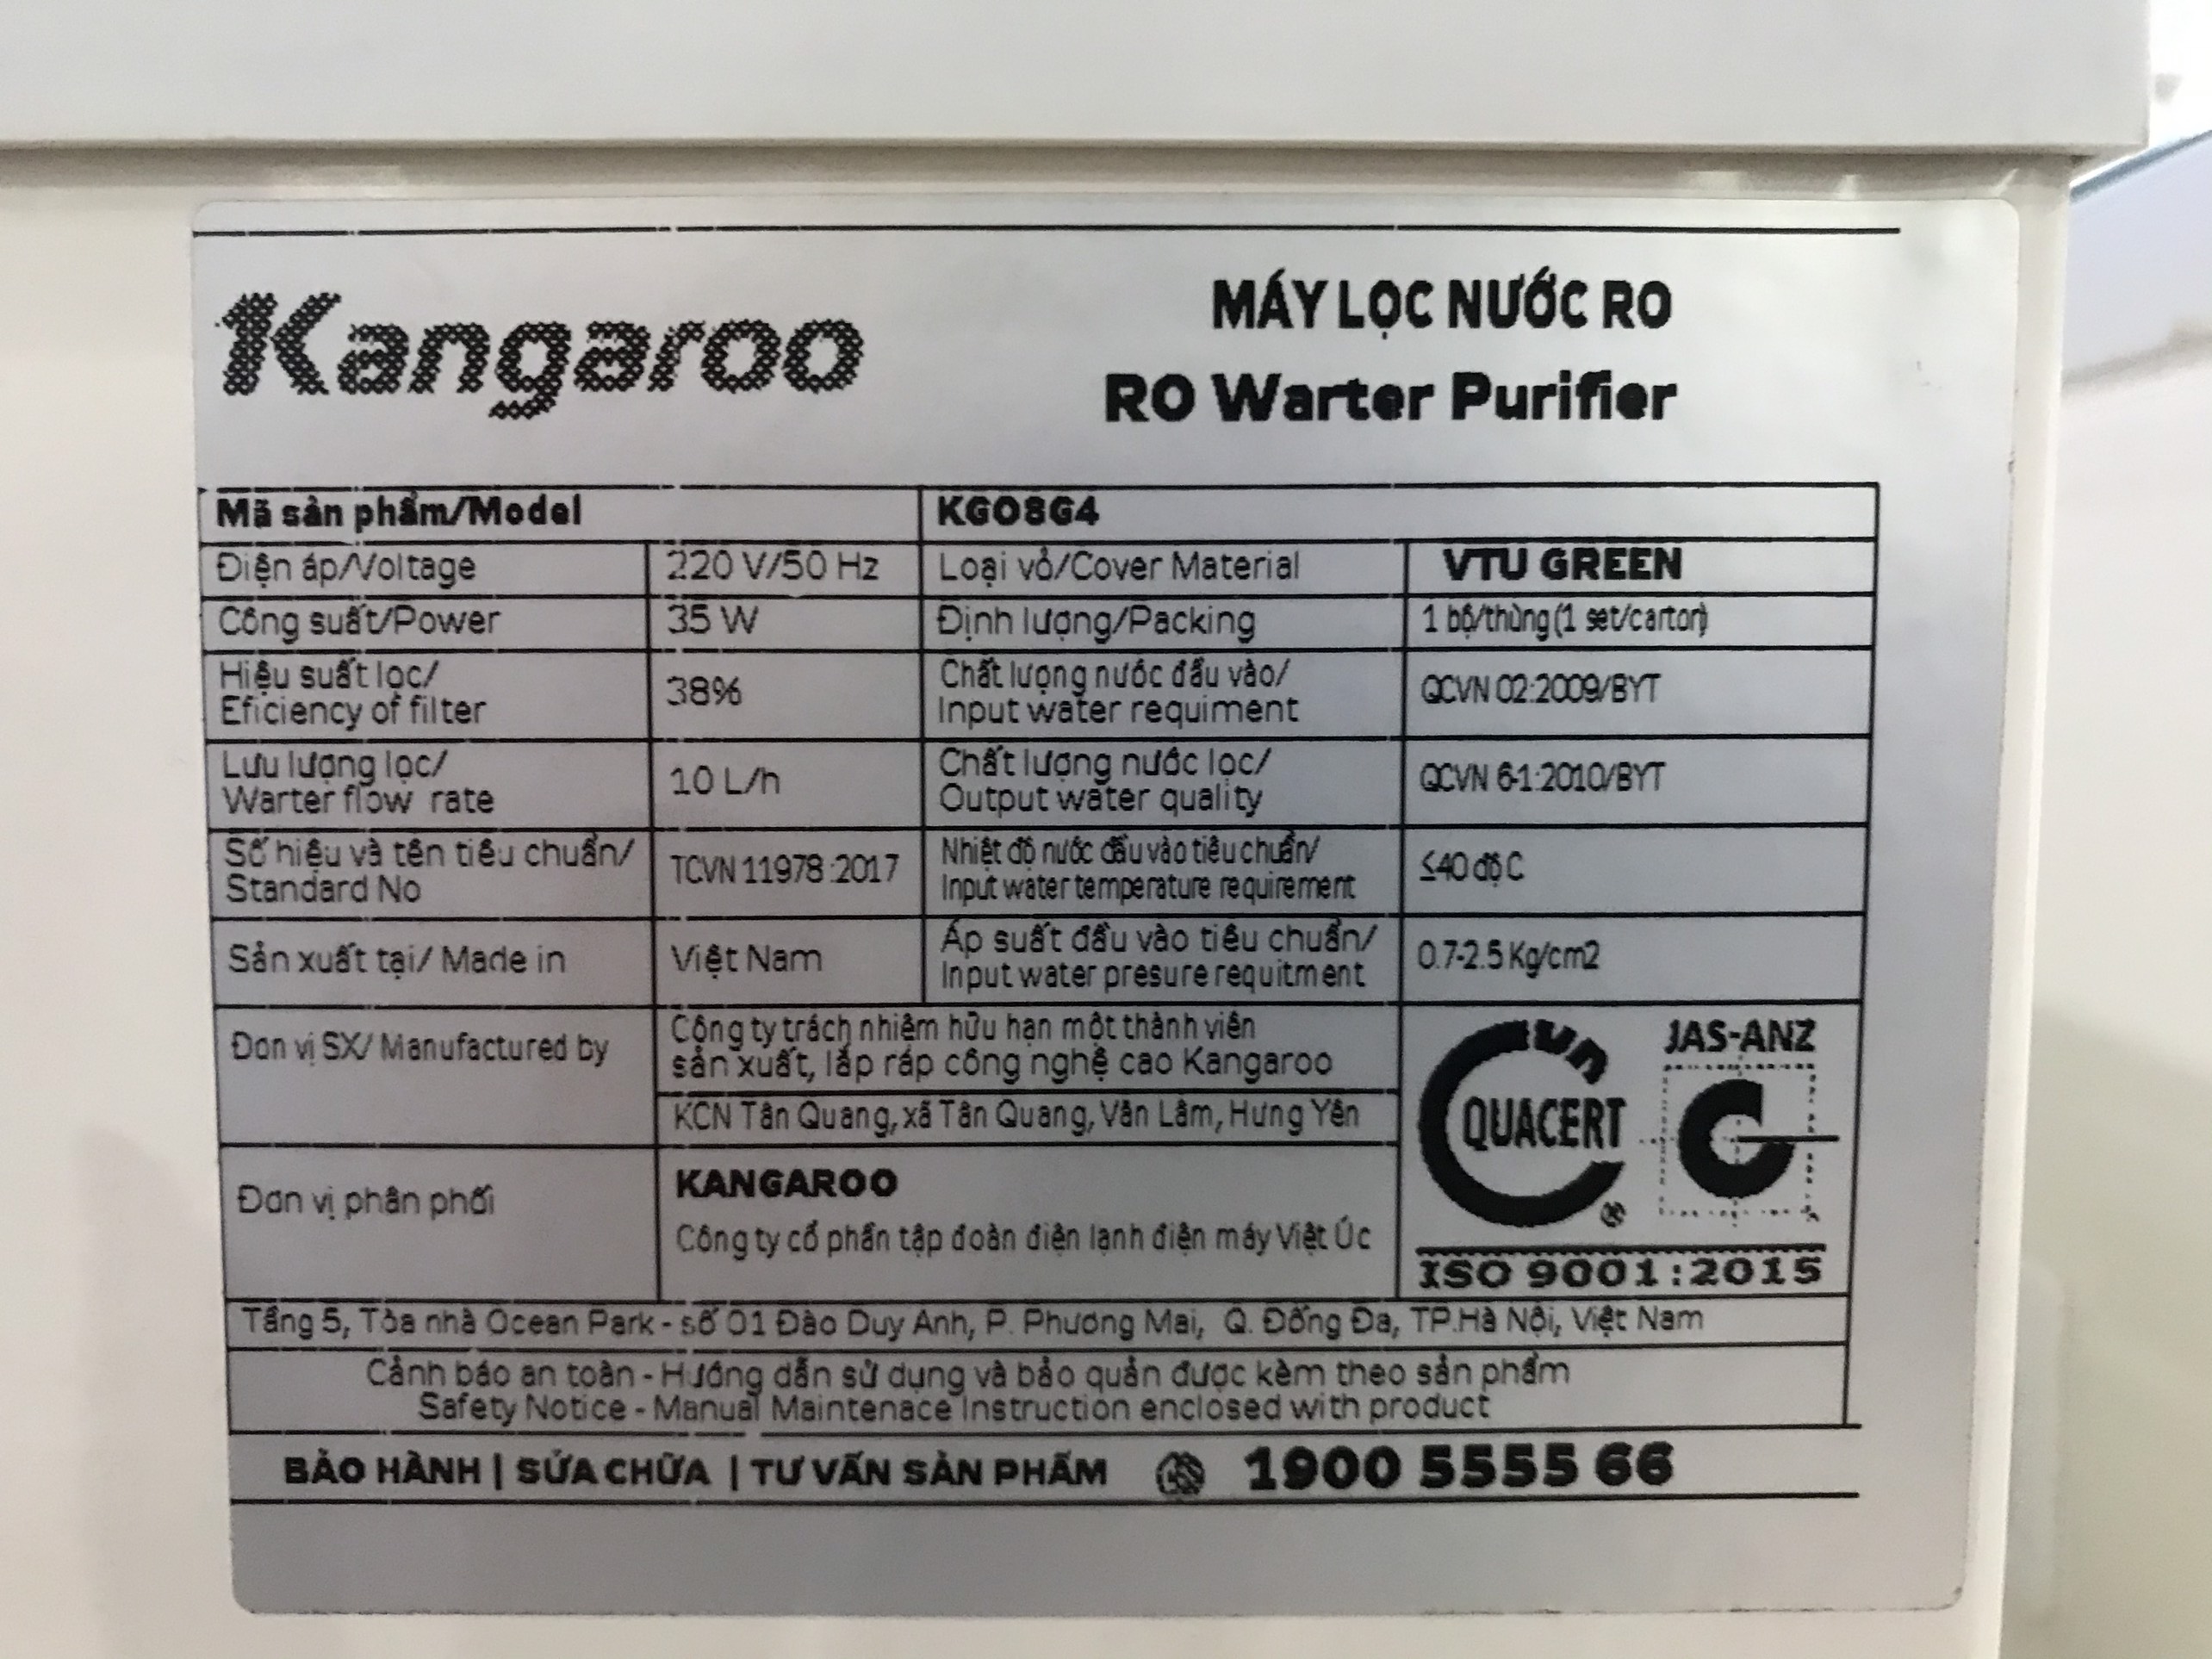 Kangaroo
MÁY LỌC NƯỚC RO
RO Warter Purifier
Mã sản phẩm/Model KG08G4
Điện áp/Voltage 220 V/50 Hz Loại vỏ/Cover Material VTU GREEN
Công suất/Power 35 W Định lượng/Packing 1 bộ/thùng (1 set/carton)
Hiệu suất lọc/
Eficiency of filter
38%
Chất lượng nước đầu vào/
Input water requiment
QCVN 02:2009/BYT
Lưu lượng lọc/
Warter flow rate
10 L/h
Chất lượng nước lọc/
Output water quality
QCVN 6-1:2010/BYT
Số hiệu và tên tiêu chuẩn/
Standard No
TCVN 11978:2017
Nhiệt độ nước đầu vào tiêu chuẩn/
Input water temperature requirement
≤40 độ C
Sản xuất tại/ Made in
Việt Nam
Áp suất đầu vào tiêu chuẩn/
Input water presure requitment
0.7-2.5 Kg/cm2
Đơn vị SX/ Manufactured by
Công ty trách nhiệm hữu hạn một thành viên
sản xuất, lắp ráp công nghệ cao Kangaroo
KCN Tân Quang, xã Tân Quang, Văn Lâm, Hưng Yên
JAS-ANZ
QUACERT
®
ISO 9001:2015
Đơn vị phân phối
KANGAROO
Công ty cổ phần tập đoàn điện lạnh điện máy Việt Úc
Tầng 5, Tòa nhà Ocean Park - số 01 Đào Duy Anh, P. Phương Mai, Q. Đống Đa, TP.Hà Nội, Việt Nam
Cảnh báo an toàn - Hướng dẫn sử dụng và bảo quản được kèm theo sản phẩm
Safety Notice - Manual Maintenace Instruction enclosed with product
BẢO HÀNH | SỬA CHỮA | TƯ VẤN SẢN PHẨM 1900 5555 66